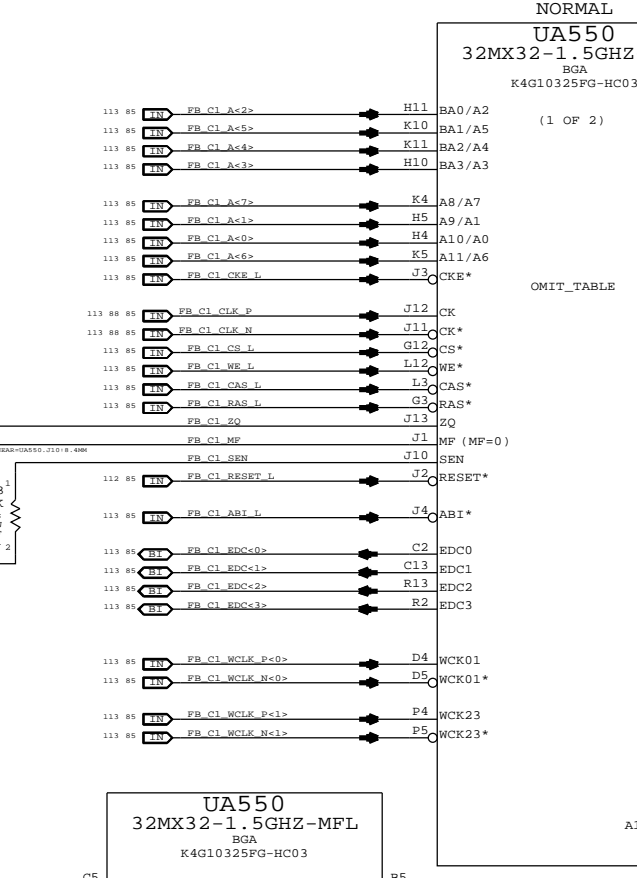 NORMAL
UA550
32MX32-1.5GHZ
BGA
K4G10325FG-HC03
(1 OF 2)
OMIT_TABLE
113 85 IN FB_C1_A<2> H11 BA0/A2
113 85 IN FB_C1_A<5> K10 BA1/A5
113 85 IN FB_C1_A<4> K11 BA2/A4
113 85 IN FB_C1_A<3> H10 BA3/A3
113 85 IN FB_C1_A<7> K4 A8/A7
113 85 IN FB_C1_A<1> H5 A9/A1
113 85 IN FB_C1_A<0> H4 A10/A0
113 85 IN FB_C1_A<6> K5 A11/A6
113 85 IN FB_C1_CKE_L J3 CKE*
113 88 85 IN FB_C1_CLK_P J12 CK
113 88 85 IN FB_C1_CLK_N J11 CK*
113 85 IN FB_C1_CS_L G12 CS*
113 85 IN FB_C1_WE_L L12 WE*
113 85 IN FB_C1_CAS_L L3 CAS*
113 85 IN FB_C1_RAS_L G3 RAS*
FB_C1_ZQ J13 ZQ
FB_C1_MF J1 MF (MF=0)
EAR=UA550.J10:8.4MM
FB_C1_SEN J10 SEN
112 85 IN FB_C1_RESET_L J2 RESET*
1
2
113 85 IN FB_C1_ABI_L J4 ABI*
113 85 BI FB_C1_EDC<0> C2 EDC0
113 85 BI FB_C1_EDC<1> C13 EDC1
113 85 BI FB_C1_EDC<2> R13 EDC2
113 85 BI FB_C1_EDC<3> R2 EDC3
113 85 IN FB_C1_WCLK_P<0> D4 WCK01
113 85 IN FB_C1_WCLK_N<0> D5 WCK01*
113 85 IN FB_C1_WCLK_P<1> P4 WCK23
113 85 IN FB_C1_WCLK_N<1> P5 WCK23*
UA550
32MX32-1.5GHZ-MFL
BGA
K4G10325FG-HC03
C5
B5